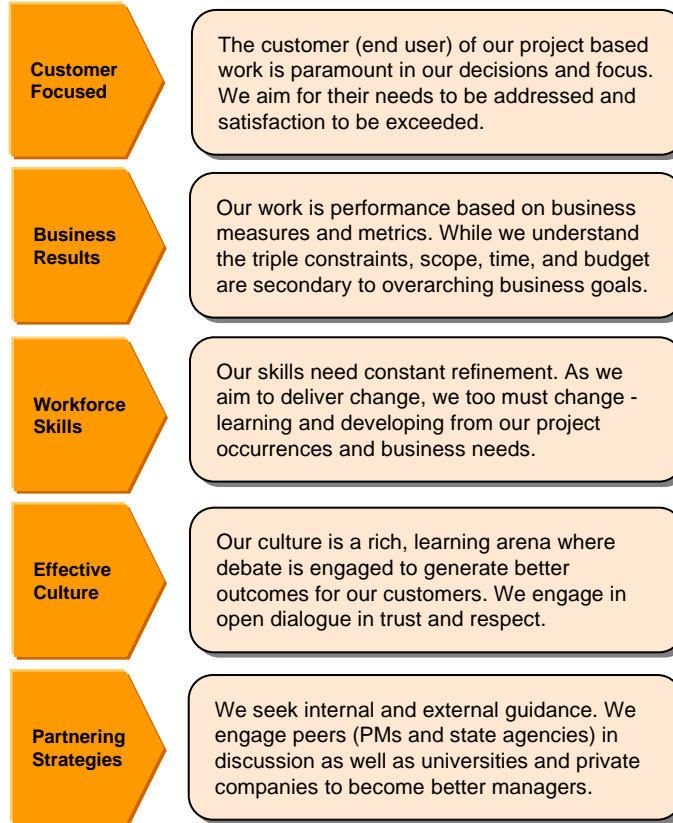 Customer
Focused
The customer (end user) of our project based
work is paramount in our decisions and focus.
We aim for their needs to be addressed and
satisfaction to be exceeded.
Business
Results
Our work is performance based on business
measures and metrics. While we understand
the triple constraints, scope, time, and budget
are secondary to overarching business goals.
Workforce
Skills
Our skills need constant refinement. As we
aim to deliver change, we too must change -
learning and developing from our project
occurrences and business needs.
Effective
Culture
Our culture is a rich, learning arena where
debate is engaged to generate better
outcomes for our customers. We engage in
open dialogue in trust and respect.
Partnering
Strategies
We seek internal and external guidance. We
engage peers (PMs and state agencies) in
discussion as well as universities and private
companies to become better managers.